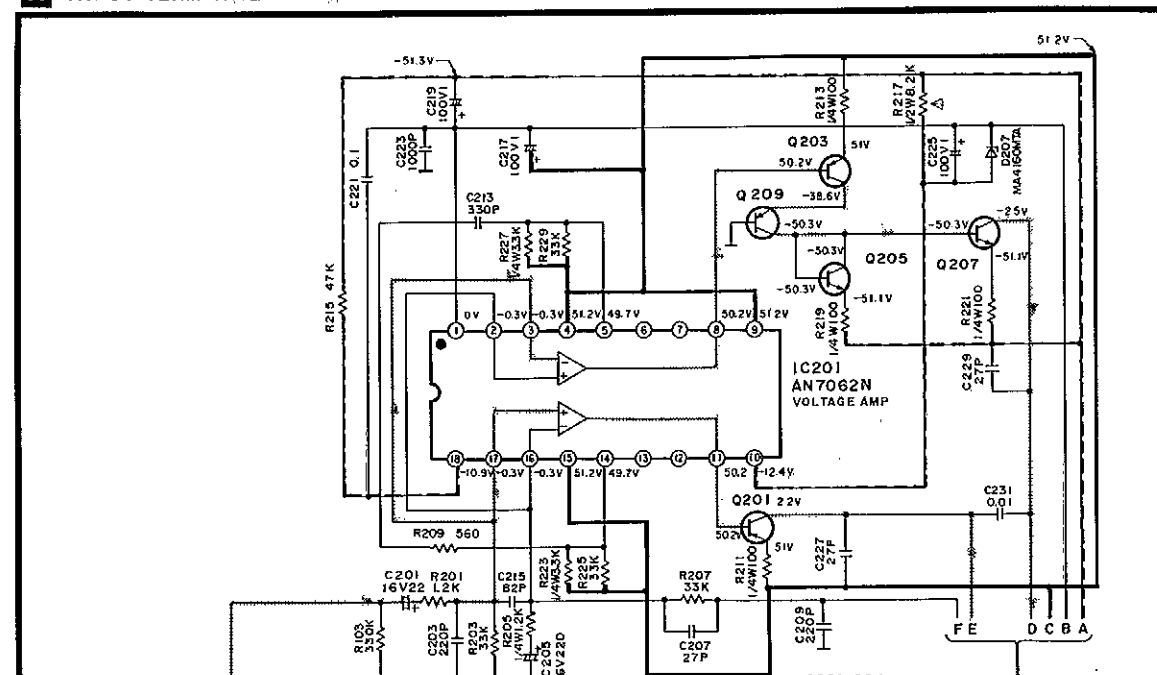 51.2V
-51.3V
C219
100V1
R213
1/4W100
R217
1/2W8.2K
C223
1000P
C217
100V1
C225
100V1
D207
MA4160MTA
C221 0.1
Q203
51V
50.2V
-38.6V
C213
330P
Q209
-50.3V
-50.3V
-25V
R227
1/4W33K
R229
33K
-50.3V
Q205
Q207
-51.1V
-50.3V
-51.1V
R215 47K
R219
1/4W100
R221
1/4W100
0V -0.3V -0.3V 51.2V 49.7V 50.2V 51.2V
1 2 3 4 5 6 7 8 9
C229
27P
IC201
AN7062N
VOLTAGE AMP
18 17 16 15 14 13 12 11 10
-10.9V -0.3V -0.3V 51.2V 49.7V 50.2 -12.4V
Q201 2.2V
C231
0.01
R209 560
50.2V
51V
R211
1/4W100
C227
27P
R223
1/4W33K
R225
33K
C201
16V22
R201
1.2K
C215
82P
R207
33K
R103
330K
C203
220P
R203
33K
R205
1/4W1.2K
C205
6V220
C207
27P
C209
220P
F E D C B A